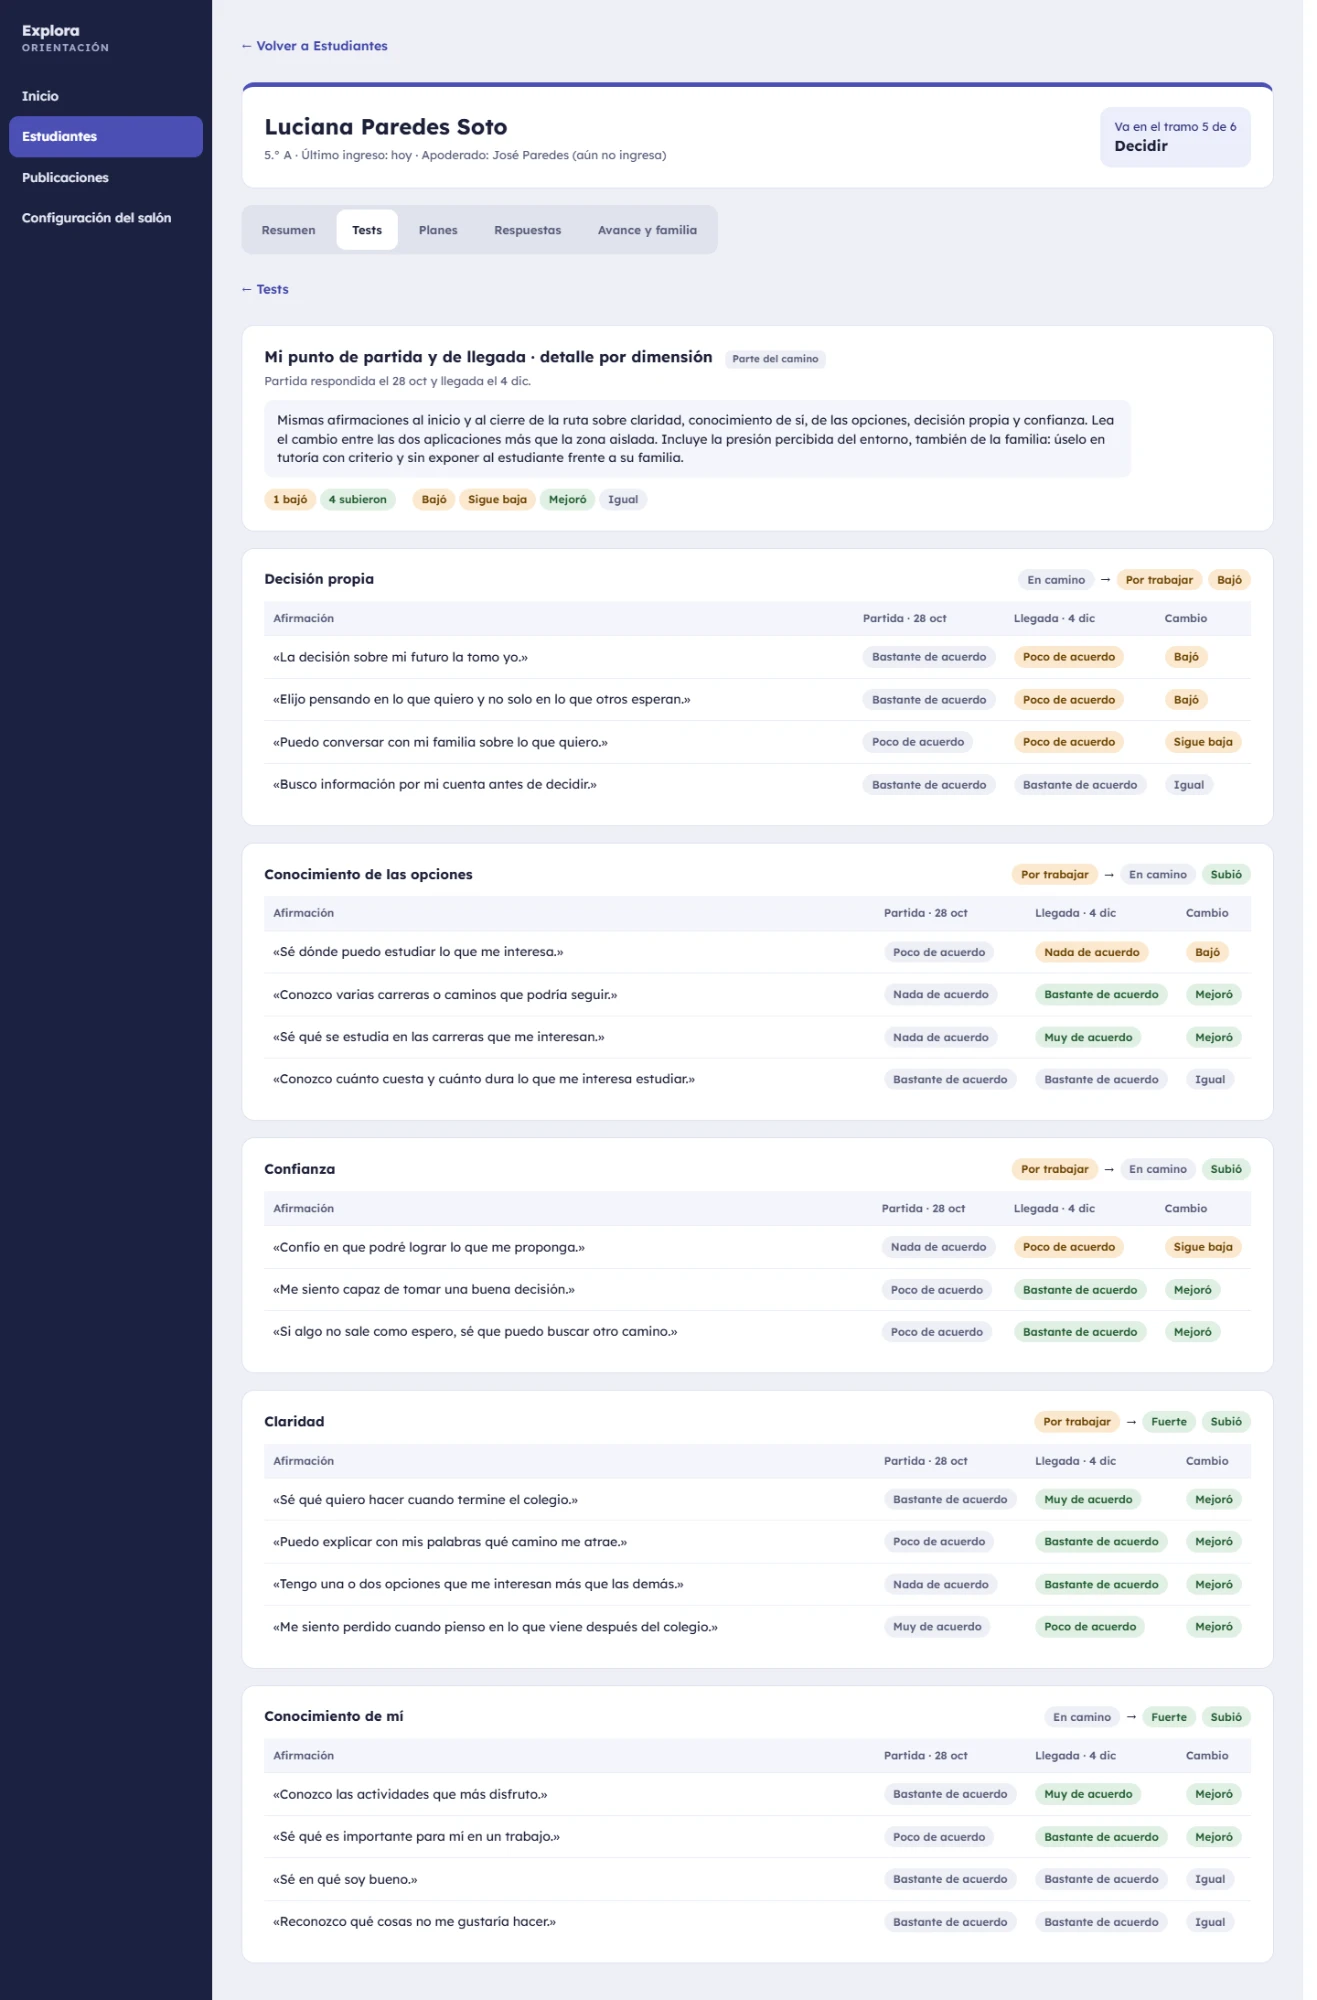 Explora
ORIENTACIÓN
Inicio
Estudiantes
Publicaciones
Configuración del salón
← Volver a Estudiantes
Luciana Paredes Soto
5.° A · Último ingreso: hoy · Apoderado: José Paredes (aún no ingresa)
Va en el tramo 5 de 6
Decidir
Resumen Tests Planes Respuestas Avance y familia
← Tests
Mi punto de partida y de llegada · detalle por dimensión Parte del camino
Partida respondida el 28 oct y llegada el 4 dic.
Mismas afirmaciones al inicio y al cierre de la ruta sobre claridad, conocimiento de sí, de las opciones, decisión propia y confianza. Lea
el cambio entre las dos aplicaciones más que la zona aislada. Incluye la presión percibida del entorno, también de la familia: úselo en
tutoría con criterio y sin exponer al estudiante frente a su familia.
1 bajó 4 subieron Bajó Sigue baja Mejoró Igual
Decisión propia En camino → Por trabajar Bajó
Afirmación Partida · 28 oct Llegada · 4 dic Cambio
«La decisión sobre mi futuro la tomo yo.» Bastante de acuerdo Poco de acuerdo Bajó
«Elijo pensando en lo que quiero y no solo en lo que otros esperan.» Bastante de acuerdo Poco de acuerdo Bajó
«Puedo conversar con mi familia sobre lo que quiero.» Poco de acuerdo Poco de acuerdo Sigue baja
«Busco información por mi cuenta antes de decidir.» Bastante de acuerdo Bastante de acuerdo Igual
Conocimiento de las opciones Por trabajar → En camino Subió
Afirmación Partida · 28 oct Llegada · 4 dic Cambio
«Sé dónde puedo estudiar lo que me interesa.» Poco de acuerdo Nada de acuerdo Bajó
«Conozco varias carreras o caminos que podría seguir.» Nada de acuerdo Bastante de acuerdo Mejoró
«Sé qué se estudia en las carreras que me interesan.» Nada de acuerdo Muy de acuerdo Mejoró
«Conozco cuánto cuesta y cuánto dura lo que me interesa estudiar.» Bastante de acuerdo Bastante de acuerdo Igual
Confianza Por trabajar → En camino Subió
Afirmación Partida · 28 oct Llegada · 4 dic Cambio
«Confío en que podré lograr lo que me proponga.» Nada de acuerdo Poco de acuerdo Sigue baja
«Me siento capaz de tomar una buena decisión.» Poco de acuerdo Bastante de acuerdo Mejoró
«Si algo no sale como espero, sé que puedo buscar otro camino.» Poco de acuerdo Bastante de acuerdo Mejoró
Claridad Por trabajar → Fuerte Subió
Afirmación Partida · 28 oct Llegada · 4 dic Cambio
«Sé qué quiero hacer cuando termine el colegio.» Bastante de acuerdo Muy de acuerdo Mejoró
«Puedo explicar con mis palabras qué camino me atrae.» Poco de acuerdo Bastante de acuerdo Mejoró
«Tengo una o dos opciones que me interesan más que las demás.» Nada de acuerdo Bastante de acuerdo Mejoró
«Me siento perdido cuando pienso en lo que viene después del colegio.» Muy de acuerdo Poco de acuerdo Mejoró
Conocimiento de mí En camino → Fuerte Subió
Afirmación Partida · 28 oct Llegada · 4 dic Cambio
«Conozco las actividades que más disfruto.» Bastante de acuerdo Muy de acuerdo Mejoró
«Sé qué es importante para mí en un trabajo.» Poco de acuerdo Bastante de acuerdo Mejoró
«Sé en qué soy bueno.» Bastante de acuerdo Bastante de acuerdo Igual
«Reconozco qué cosas no me gustaría hacer.» Bastante de acuerdo Bastante de acuerdo Igual